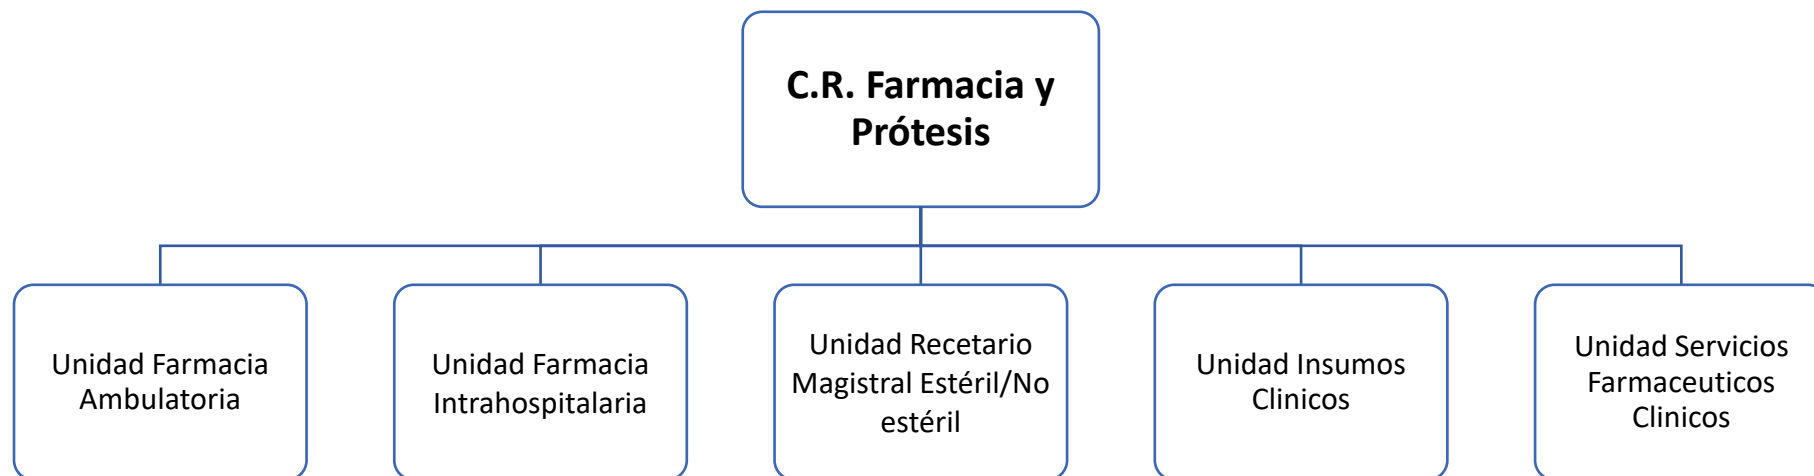 C.R. Farmacia y
Prótesis
Unidad Farmacia
Ambulatoria
Unidad Farmacia
Intrahospitalaria
Unidad Recetario
Magistral Estéril/No
estéril
Unidad Insumos
Clinicos
Unidad Servicios
Farmaceuticos
Clinicos